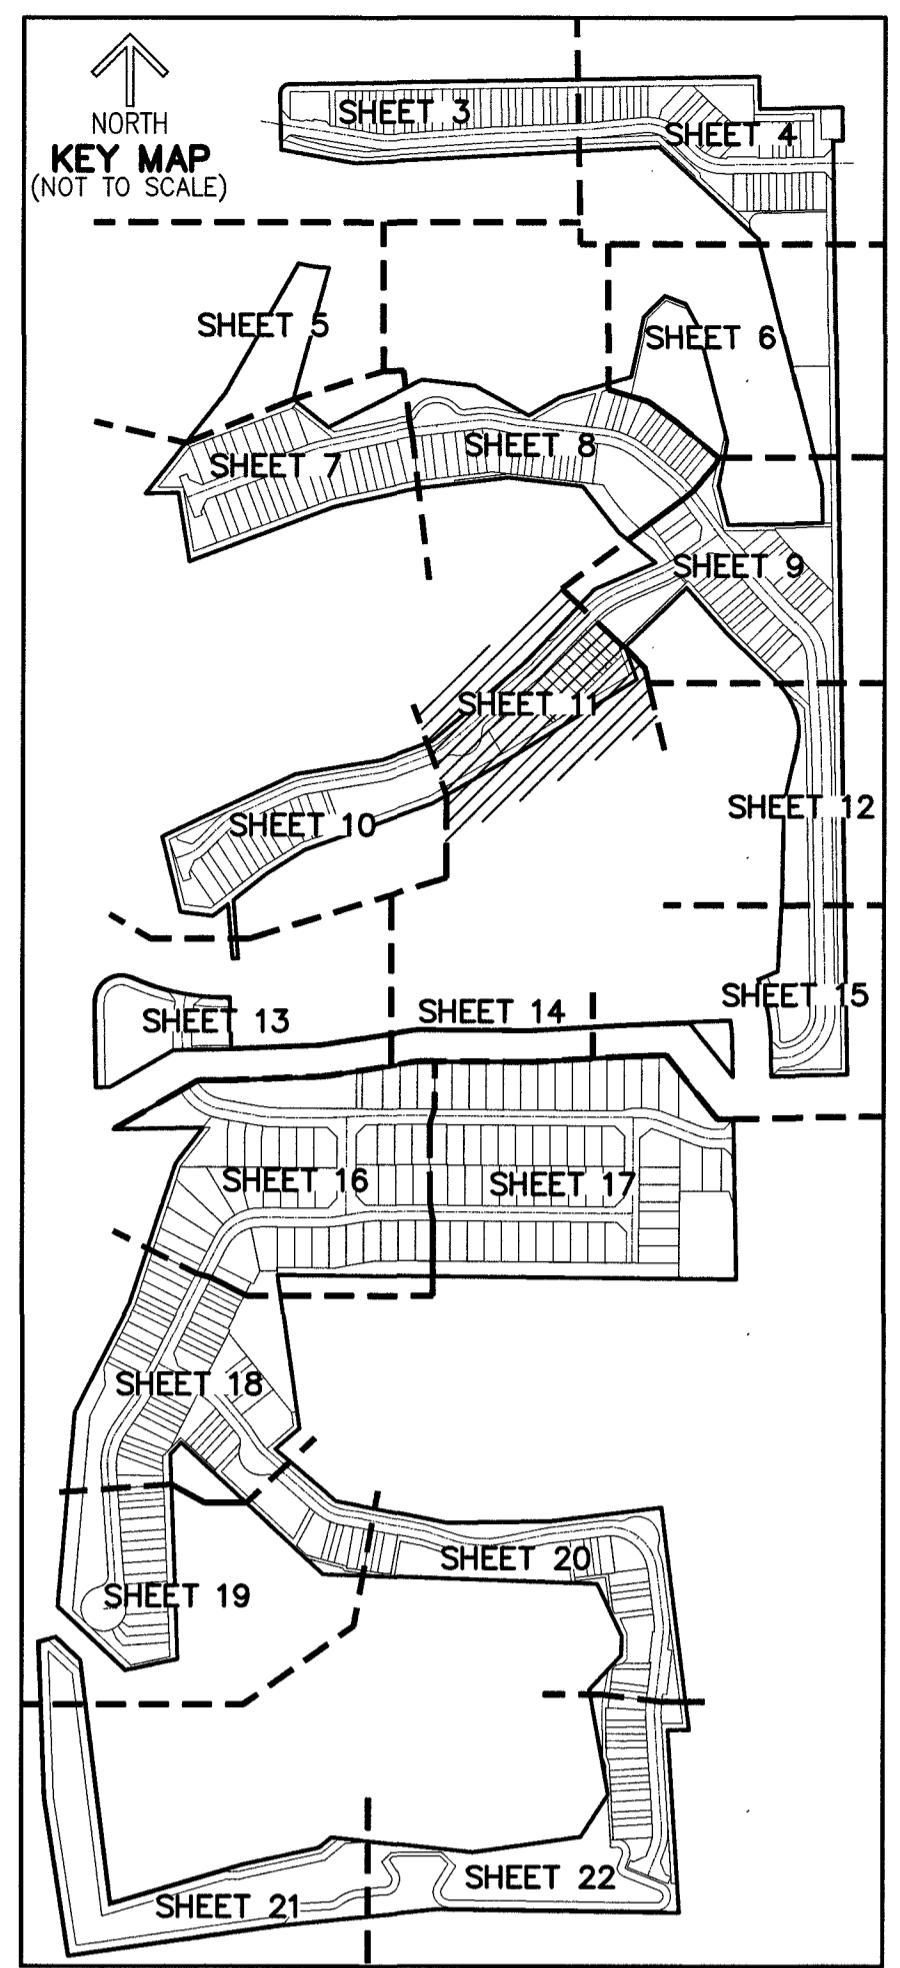 NORTH
KEY MAP
(NOT TO SCALE)
SHEET 3
SHEET 4
SHEET 5
SHEET 6
SHEET 7
SHEET 8
SHEET 9
SHEET 10
SHEET 11
SHEET 12
SHEET 13
SHEET 14
SHEET 15
SHEET 16
SHEET 17
SHEET 18
SHEET 19
SHEET 20
SHEET 21
SHEET 22